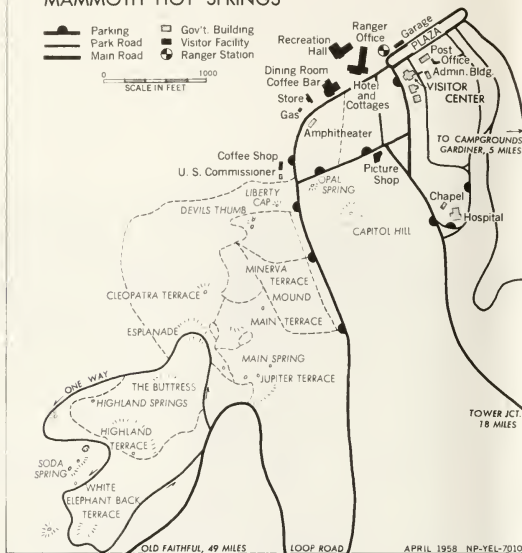 MAMMOTH HOT SPRINGS
Parking
Park Road
Main Road
Gov't. Building
Visitor Facility
Ranger Station
0 1000
SCALE IN FEET
Ranger
Office
Garage
PLAZA
Recreation
Hall
Post
Office
Admin. Bldg.
VISITOR
CENTER
Dining Room
Coffee Bar
Hotel
and
Cottages
Store
Gas
Amphitheater
TO CAMPGROUNDS
GARDINER, 5 MILES
Coffee Shop
U. S. Commissioner
Picture
Shop
OPAL
SPRING
LIBERTY
CAP
DEVILS THUMB
Chapel
Hospital
CAPITOL HILL
MINERVA
TERRACE
CLEOPATRA TERRACE
MOUND
MAIN TERRACE
ESPLANADE
MAIN SPRING
JUPITER TERRACE
ONE WAY
THE BUTTRESS
HIGHLAND SPRINGS
HIGHLAND
TERRACE
TOWER JCT.
18 MILES
SODA
SPRING
WHITE
ELEPHANT BACK
TERRACE
OLD FAITHFUL, 49 MILES
LOOP ROAD
APRIL 1958 NP-YEL-7010